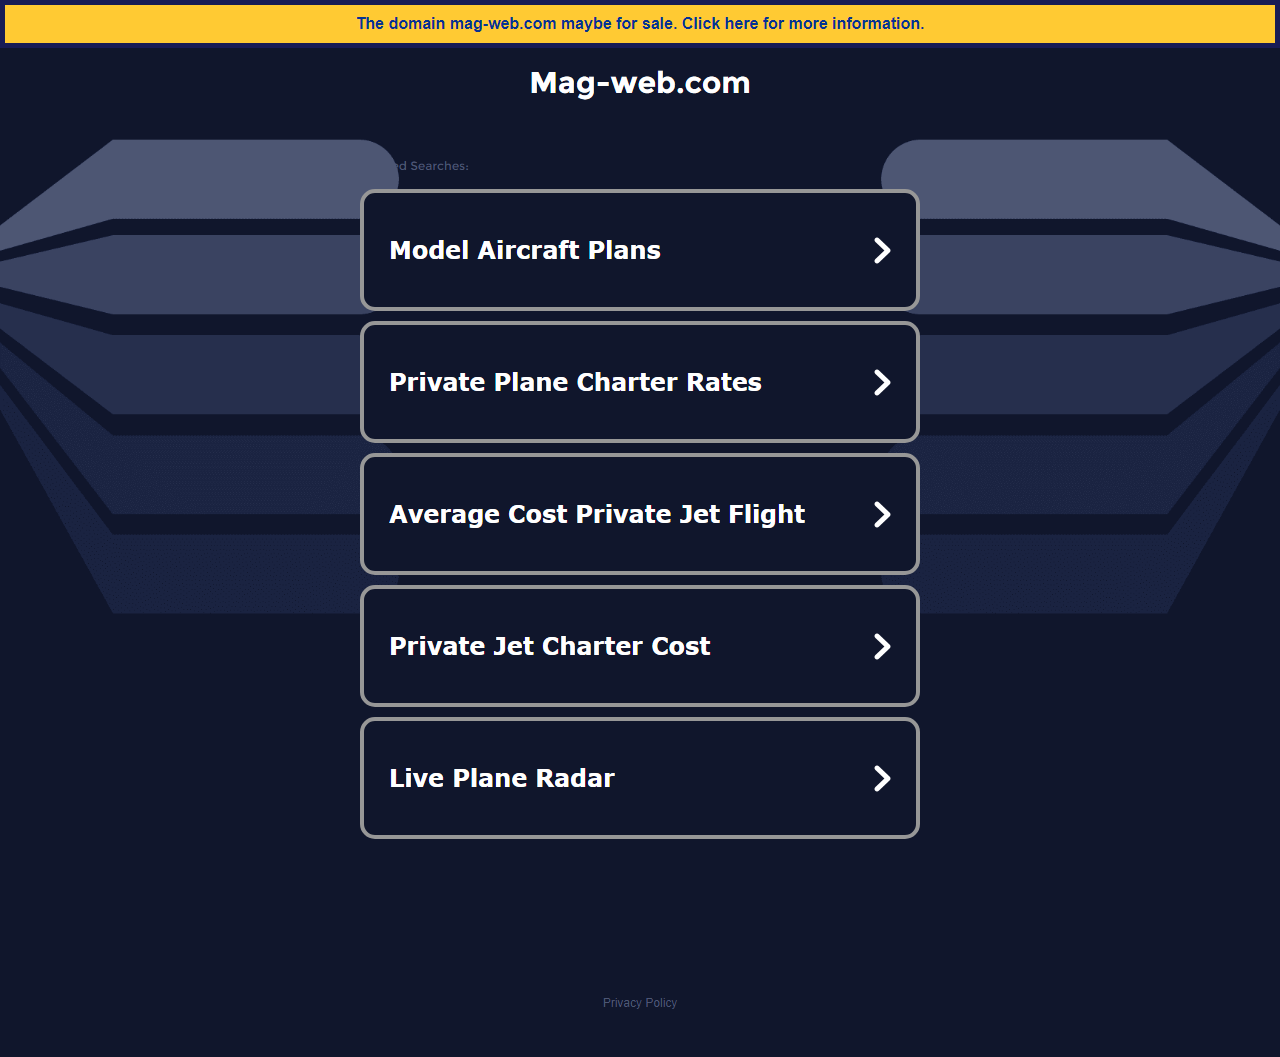 The domain mag-web.com maybe for sale. Click here for more information.
Mag-web.com
Searches:
Model Aircraft Plans
Private Plane Charter Rates
Average Cost Private Jet Flight
Private Jet Charter Cost
Live Plane Radar
Privacy Policy